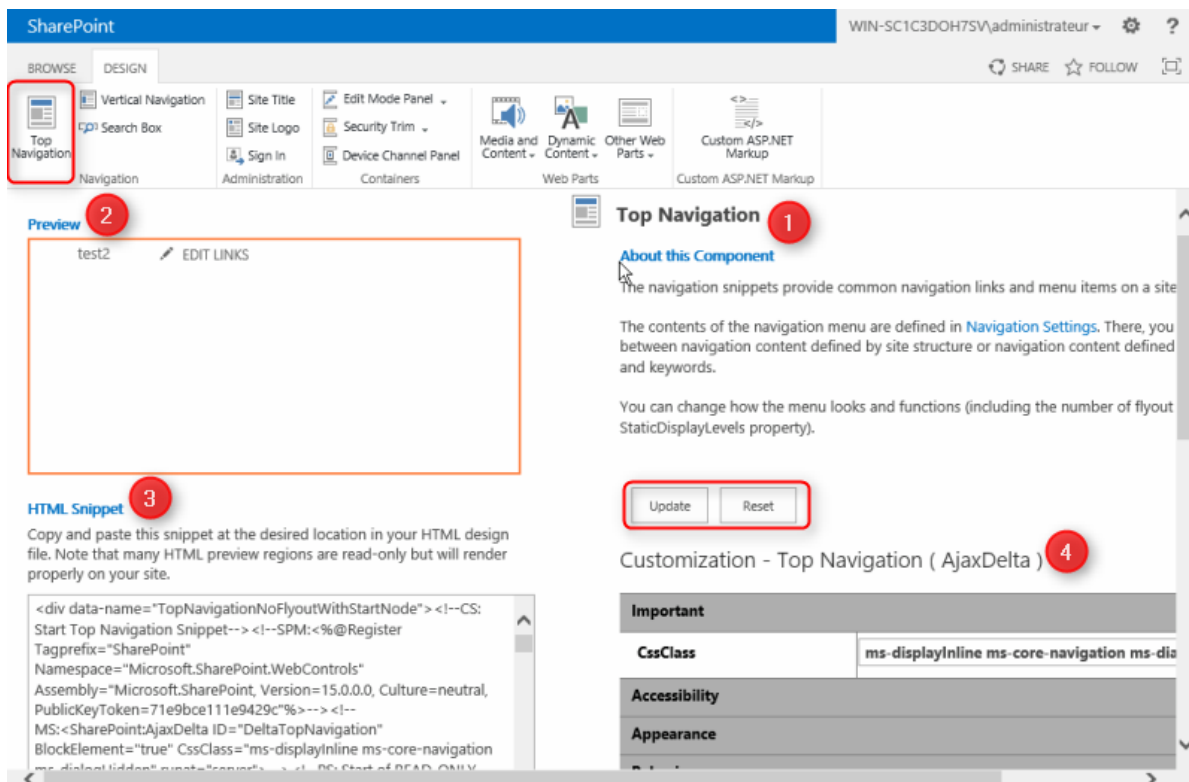 SharePoint
WIN-SC1C3DOH7SV\administrateur
?
BROWSE DESIGN
SHARE FOLLOW
Top Navigation
Vertical Navigation
Search Box
Navigation
Site Title
Site Logo
Sign In
Administration
Edit Mode Panel
Security Trim
Device Channel Panel
Containers
Media and Content
Dynamic Content
Other Web Parts
Web Parts
Custom ASP.NET Markup
Custom ASP.NET Markup
Preview 2
test2 EDIT LINKS
HTML Snippet 3
Copy and paste this snippet at the desired location in your HTML design
file. Note that many HTML preview regions are read-only but will render
properly on your site.
<div data-name="TopNavigationNoFlyoutWithStartNode"><!--CS:
Start Top Navigation Snippet--><!--SPM:<%@Register
Tagprefix="SharePoint"
Namespace="Microsoft.SharePoint.WebControls"
Assembly="Microsoft.SharePoint, Version=15.0.0.0, Culture=neutral,
PublicKeyToken=71e9bce111e9429c"%>--><!--
MS:<SharePoint:AjaxDelta ID="DeltaTopNavigation"
BlockElement="true" CssClass="ms-displayInline ms-core-navigation
Top Navigation 1
About this Component
The navigation snippets provide common navigation links and menu items on a site
The contents of the navigation menu are defined in Navigation Settings. There, you
between navigation content defined by site structure or navigation content defined
and keywords.
You can change how the menu looks and functions (including the number of flyout
StaticDisplayLevels property).
Update Reset
Customization - Top Navigation ( AjaxDelta ) 4
Important
CssClass ms-displayInline ms-core-navigation ms-dia
Accessibility
Appearance